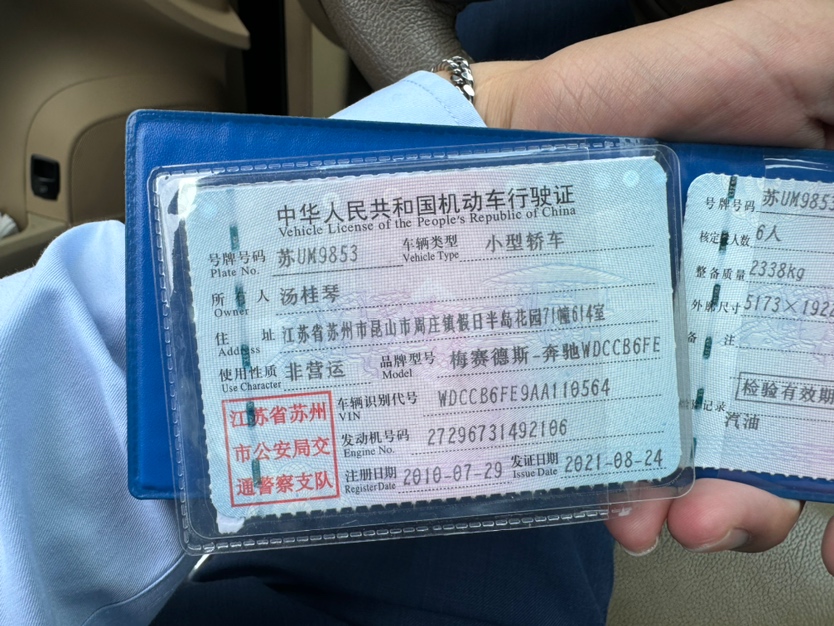 中华人民共和国机动车行驶证
Vehicle License of the People's Republic of China
号牌号码 苏UM9853 车辆类型 小型轿车
Plate No. Vehicle Type
所 人 汤桂琴
Owner
住 址 江苏省苏州市昆山市周庄镇假日半岛花园71幢614室
Address
使用性质 非营运 品牌型号 梅赛德斯-奔驰WDCCB6FE
Use Character Model
江苏省苏州
市公安局交
通警察支队
车辆识别代号 WDCCB6FE9AA110564
VIN
发动机号码 27296731492106
Engine No.
注册日期 2010-07-29 发证日期 2021-08-24
Register Date Issue Date
号牌号码 苏UM9853
核定 人数 6人
整备质量 2338kg
外廓尺寸 5173×1922
备 注
检验有效期
记录
汽油